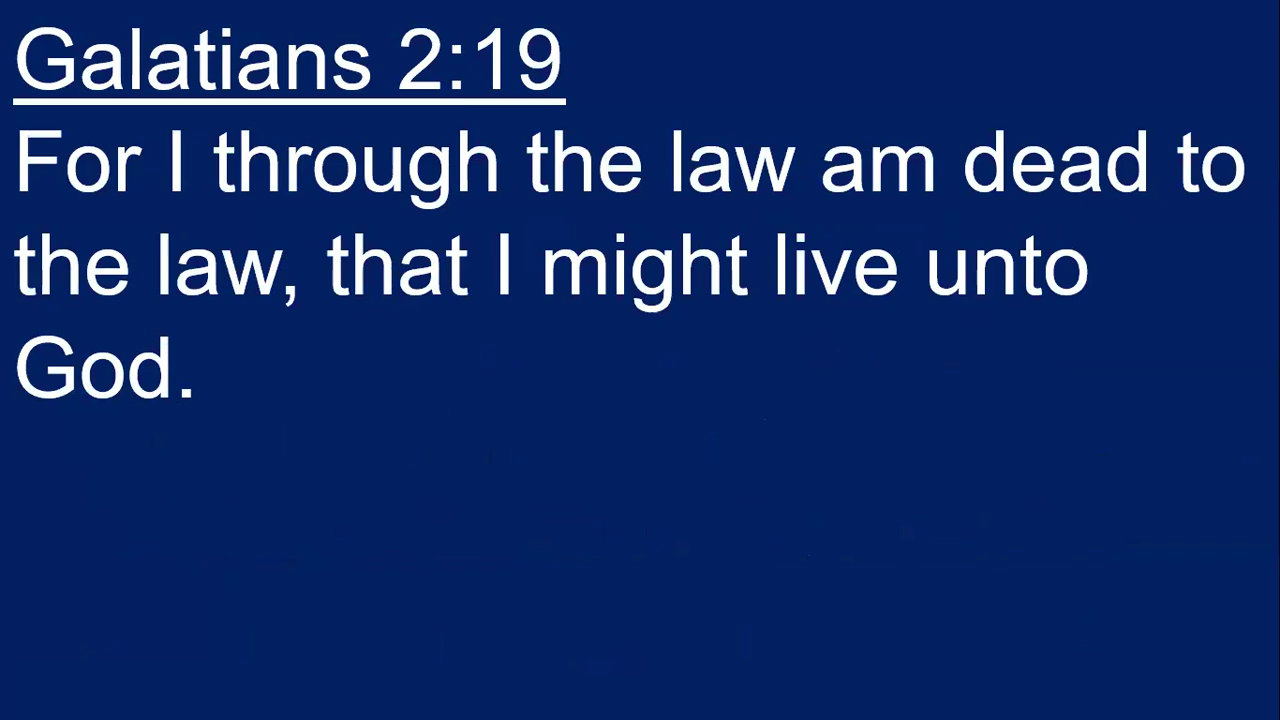 Galatians 2:19
For I through the law am dead to
the law, that I might live unto
God.